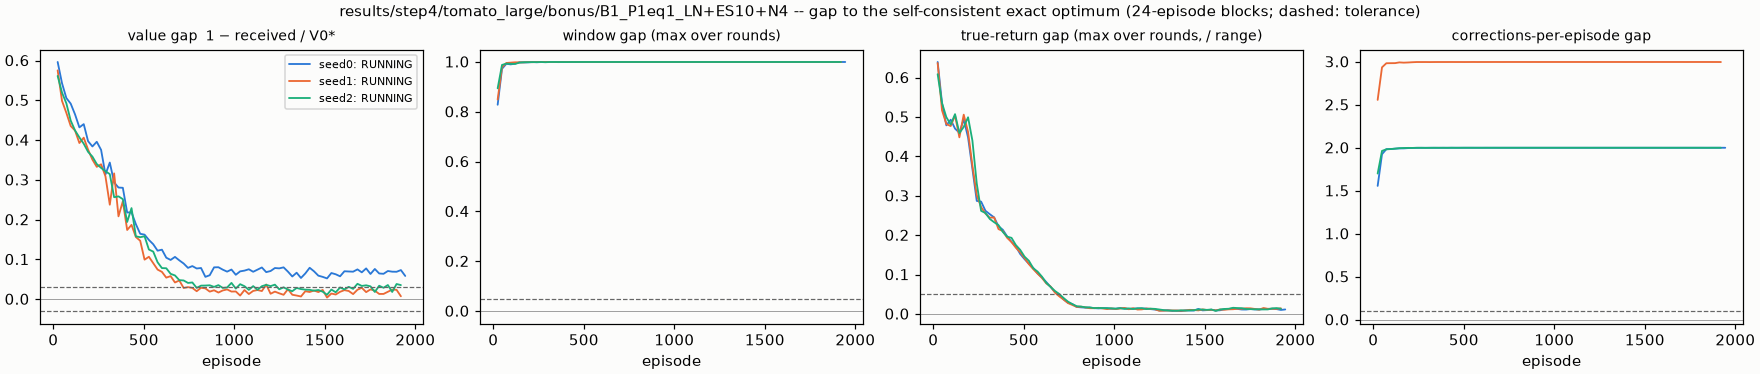 results/step4/tomato_large/bonus/B1_P1eq1_LN+ES10+N4 -- gap to the self-consistent exact optimum (24-episode blocks; dashed: tolerance)
value gap  1 − received / V0*
0.6
0.5
0.4
0.3
0.2
0.1
0.0
seed0: RUNNING
seed1: RUNNING
seed2: RUNNING
0 500 1000 1500 2000
episode
window gap (max over rounds)
1.0
0.8
0.6
0.4
0.2
0.0
0 500 1000 1500 2000
episode
true-return gap (max over rounds, / range)
0.6
0.5
0.4
0.3
0.2
0.1
0.0
0 500 1000 1500 2000
episode
corrections-per-episode gap
3.0
2.5
2.0
1.5
1.0
0.5
0.0
0 500 1000 1500 2000
episode